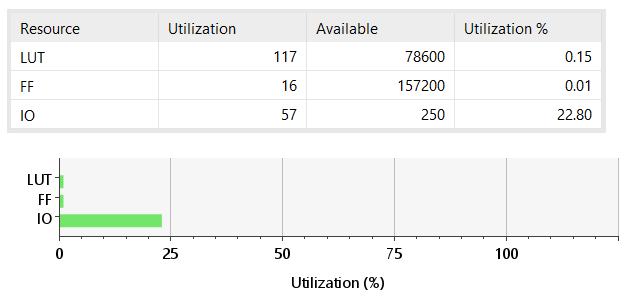 Resource Utilization Available Utilization %
LUT 117 78600 0.15
FF 16 157200 0.01
IO 57 250 22.80
LUT
FF
IO
0 25 50 75 100
Utilization (%)